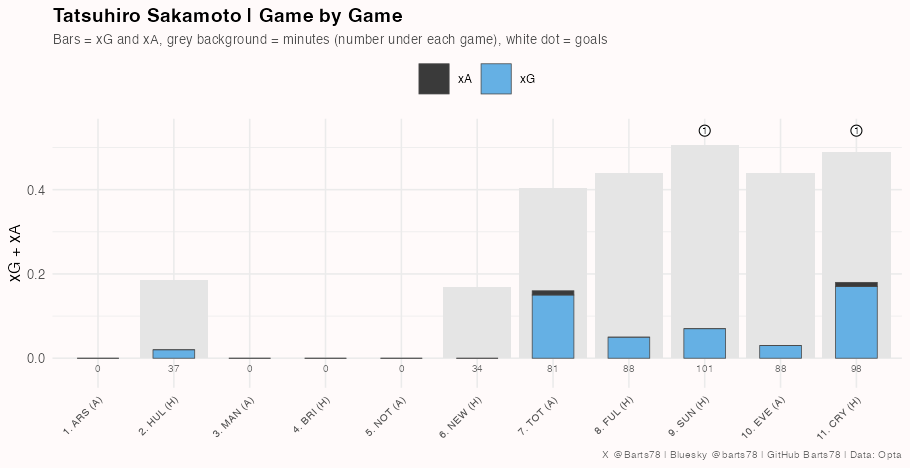 Tatsuhiro Sakamoto | Game by Game
Bars = xG and xA, grey background = minutes (number under each game), white dot = goals
xA xG
1 1
0.4
0.2
0.0
xG + xA
0 37 0 0 0 34 81 88 101 88 98
1. ARS (A) 2. HUL (H) 3. MAN (A) 4. BRI (H) 5. NOT (A) 6. NEW (H) 7. TOT (A) 8. FUL (H) 9. SUN (H) 10. EVE (A) 11. CRY (H)
X @Barts78 | Bluesky @barts78 | GitHub Barts78 | Data: Opta